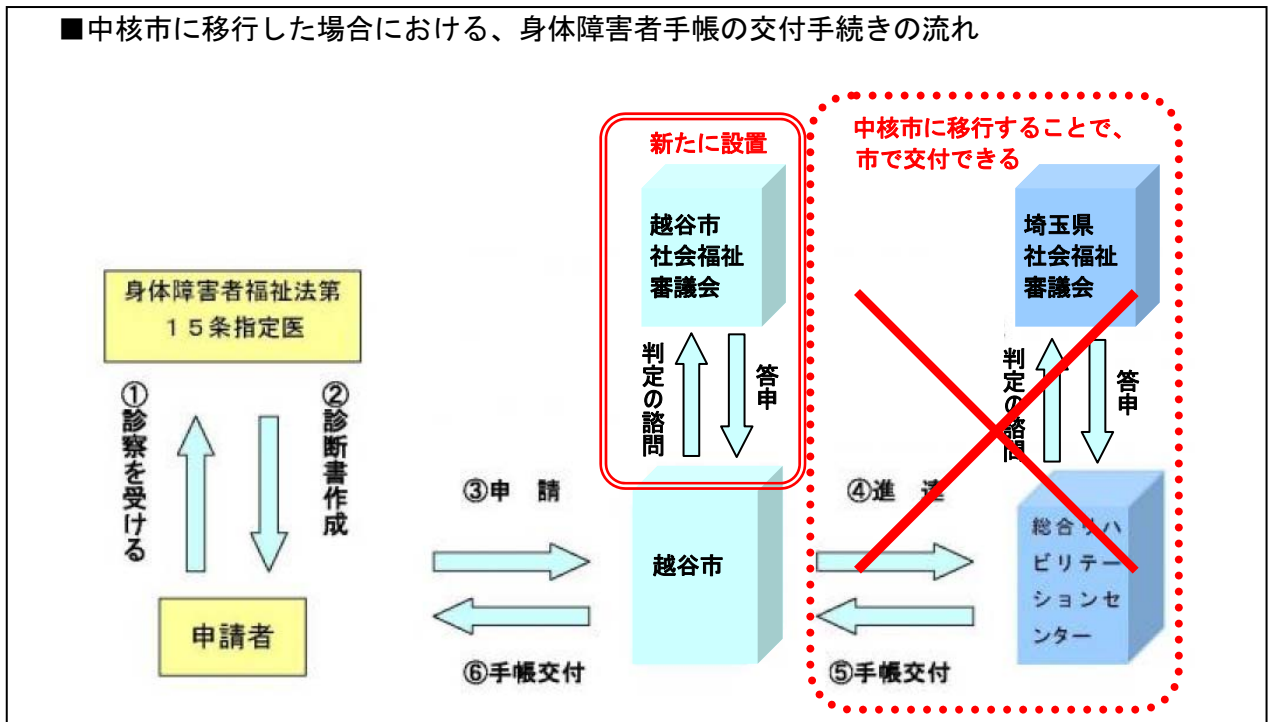 ■中核市に移行した場合における、身体障害者手帳の交付手続きの流れ
新たに設置
中核市に移行することで、
市で交付できる
越谷市
社会福祉
審議会
埼玉県
社会福祉
審議会
身体障害者福祉法第
15条指定医
判定の諮問
答申
判定の諮問
答申
①診察を受ける
②診断書作成
③申　請
④進　達
越谷市
総合リハ
ビリテー
ションセ
ンター
申請者
⑥手帳交付
⑤手帳交付